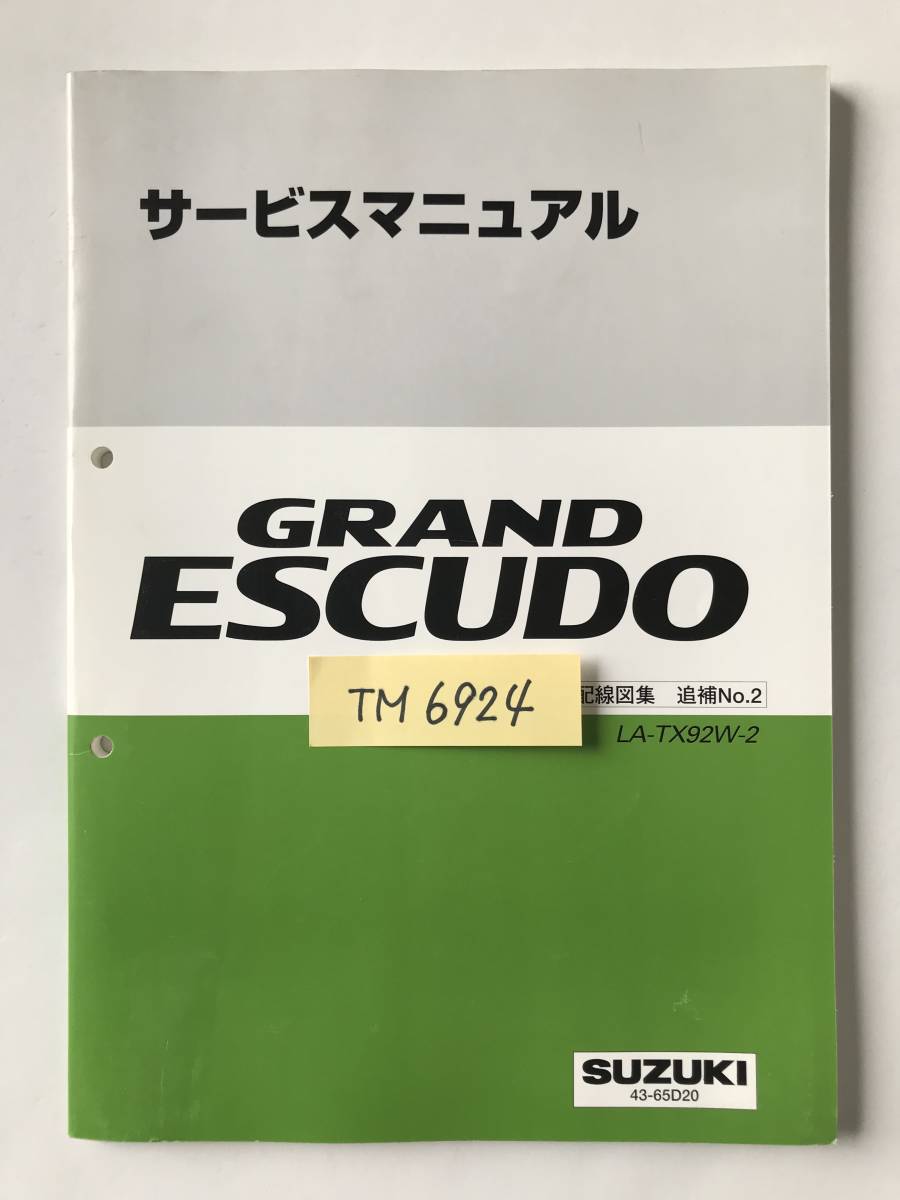 サービスマニュアル
GRAND
ESCUDO
TM 6924
配線図集 追補No.2
LA-TX92W-2
SUZUKI
43-65D20